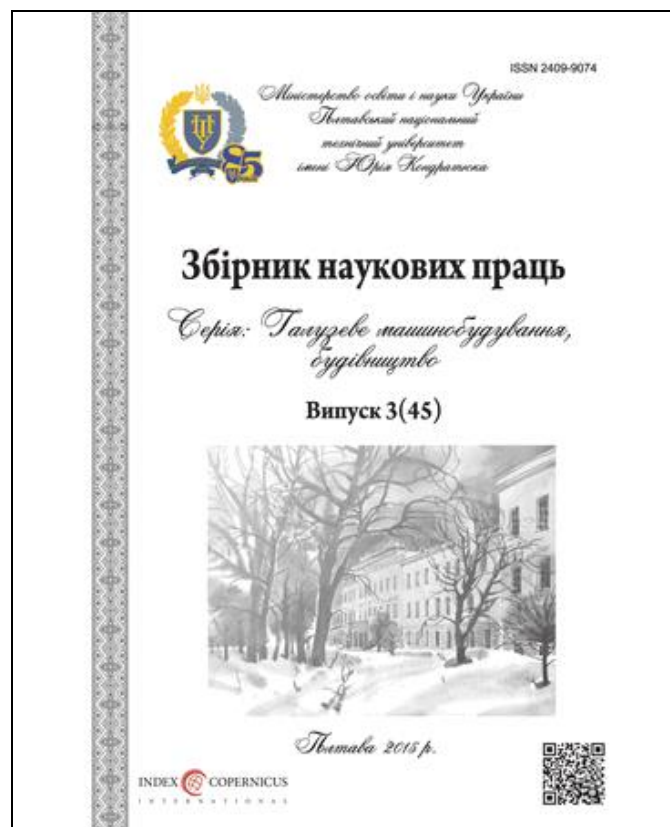 ISSN 2409-9074
Міністерство освіти і науки України
Полтавський національний
технічний університет
імені Юрія Кондратюка
85
Збірник наукових праць
Серія: Галузеве машинобудування,
будівництво
Випуск 3(45)
Полтава 2015 р.
INDEX COPERNICUS
INTERNATIONAL